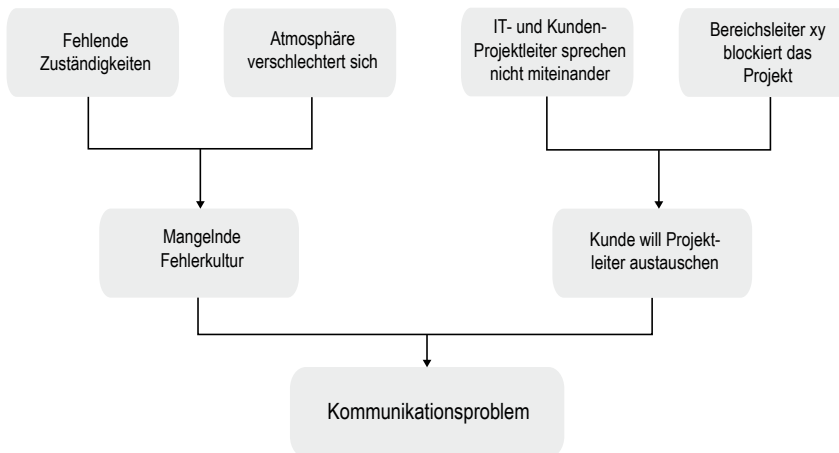 Fehlende
Zuständigkeiten
Atmosphäre
verschlechtert sich
IT- und Kunden-
Projektleiter sprechen
nicht miteinander
Bereichsleiter xy
blockiert das
Projekt
Mangelnde
Fehlerkultur
Kunde will Projekt-
leiter austauschen
Kommunikationsproblem